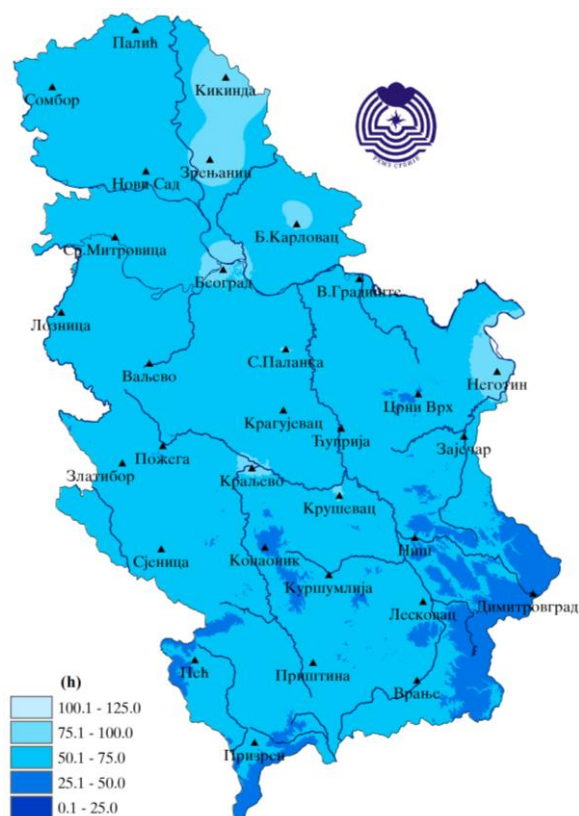 Палић
Кикинда
Сомбор
Зрењанин
Нови Сад
Б.Карловац
Ср.Митровица
Београд
В.Градиште
Лозница
С.Паланка
Ваљево
Неготин
Црни Врх
Крагујевац
Ћуприја
Зајечар
Пожега
Златибор
Краљево
Крушевац
Ниш
Копаоник
Сјеница
Куршумлија
Димитровград
Лесковац
Пећ
Приштина
Врање
(h)
100.1 - 125.0
75.1 - 100.0
50.1 - 75.0
Призрен
25.1 - 50.0
0.1 - 25.0